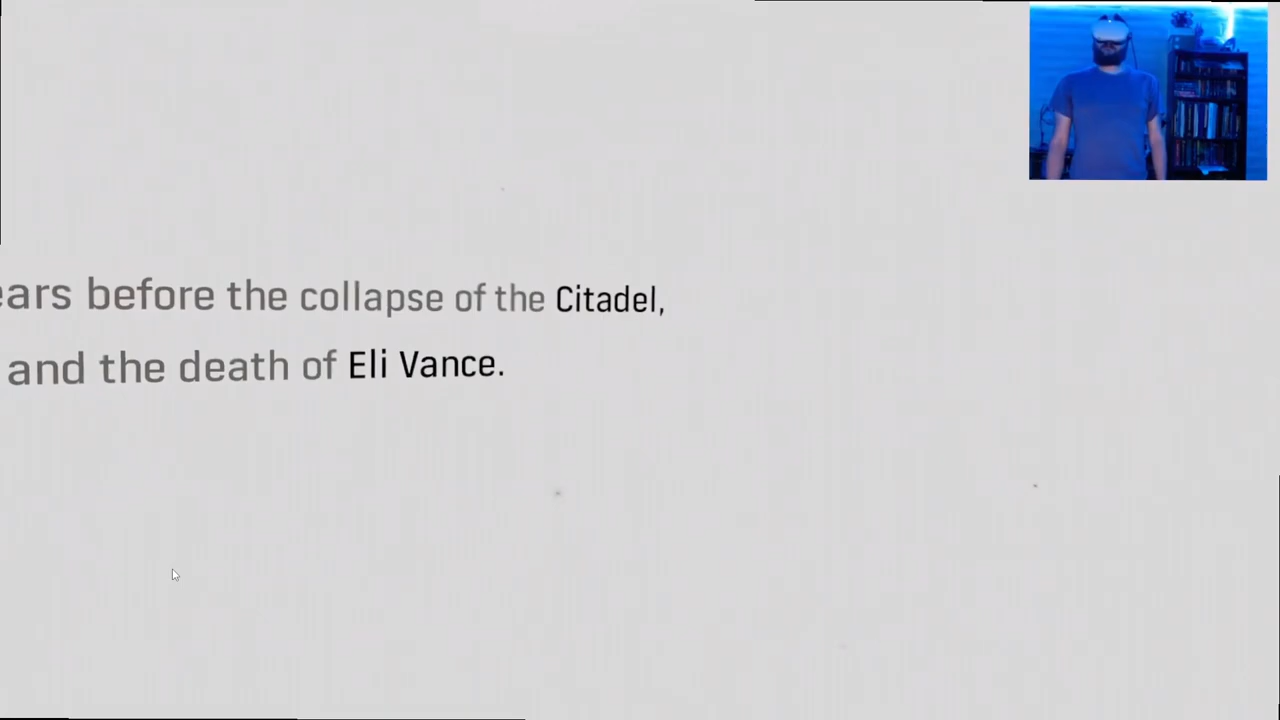 ears before the collapse of the Citadel,
and the death of Eli Vance.